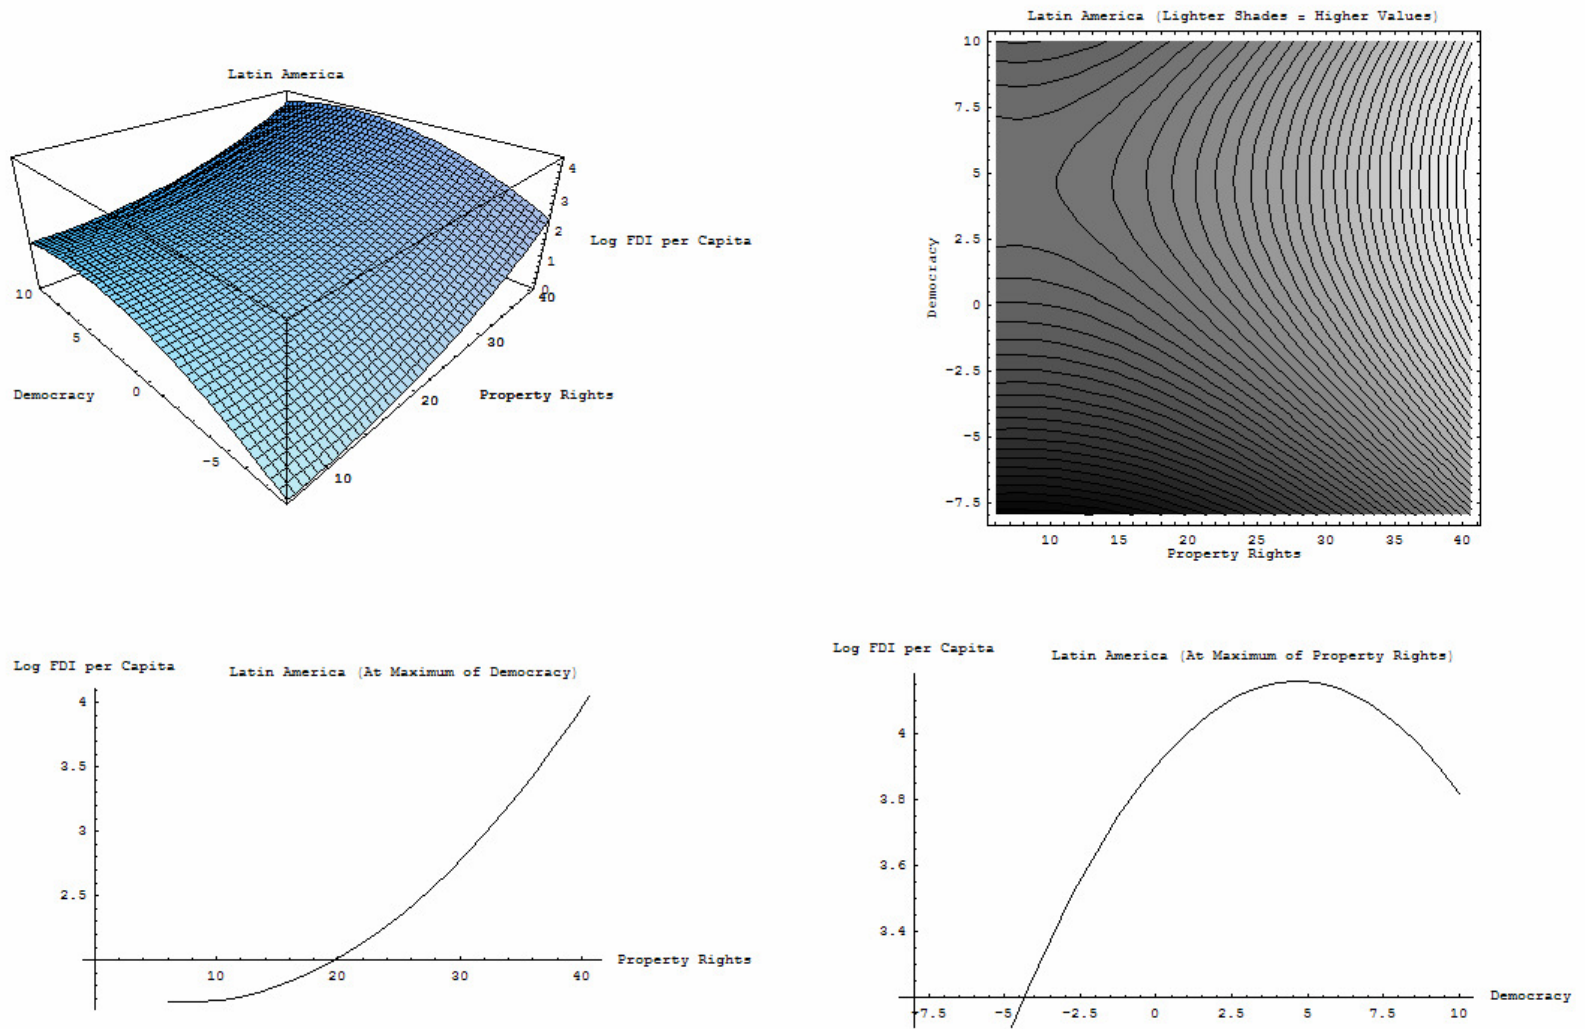 Latin America
4
3
2
1
0
40
30
20
10
10
5
0
-5
Log FDI per Capita
Democracy
Property Rights
Latin America (Lighter Shades = Higher Values)
10
7.5
5
2.5
0
-2.5
-5
-7.5
Democracy
10 15 20 25 30 35 40
Property Rights
Log FDI per Capita
Latin America (At Maximum of Democracy)
4
3.5
3
2.5
10 20 30 40
Property Rights
Log FDI per Capita
Latin America (At Maximum of Property Rights)
4
3.8
3.6
3.4
-7.5 -5 -2.5 0 2.5 5 7.5 10
Democracy